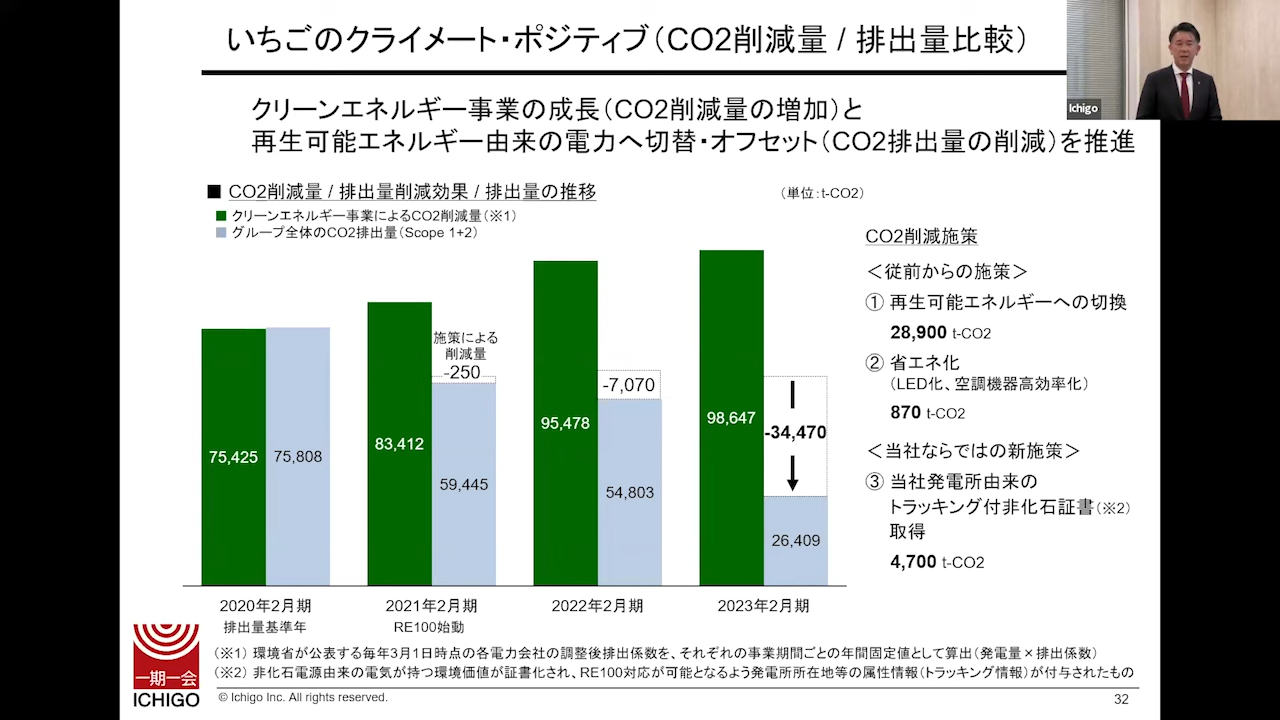 いちごのクライメート・ポジティブ（CO2削減量 / 排出量比較）
Ichigo
クリーンエネルギー事業の成長（CO2削減量の増加）と
再生可能エネルギー由来の電力へ切替・オフセット（CO2排出量の削減）を推進
■ CO2削減量 / 排出量削減効果 / 排出量の推移
（単位：t-CO2）
クリーンエネルギー事業によるCO2削減量（※1）
グループ全体のCO2排出量（Scope 1+2）
75,425
75,808
83,412
施策による
削減量
-250
59,445
95,478
-7,070
54,803
98,647
-34,470
26,409
2020年2月期
排出量基準年
2021年2月期
RE100始動
2022年2月期
2023年2月期
CO2削減施策
＜従前からの施策＞
① 再生可能エネルギーへの切換
28,900 t-CO2
② 省エネ化
（LED化、空調機器高効率化）
870 t-CO2
＜当社ならではの新施策＞
③ 当社発電所由来の
トラッキング付非化石証書（※2）
取得
4,700 t-CO2
（※1） 環境省が公表する毎年3月1日時点の各電力会社の調整後排出係数を、それぞれの事業期間ごとの年間固定値として算出（発電量×排出係数）
（※2） 非化石電源由来の電気が持つ環境価値が証書化され、RE100対応が可能となるよう発電所所在地等の属性情報（トラッキング情報）が付与されたもの
一期一会
ICHIGO
© Ichigo Inc. All rights reserved.
32